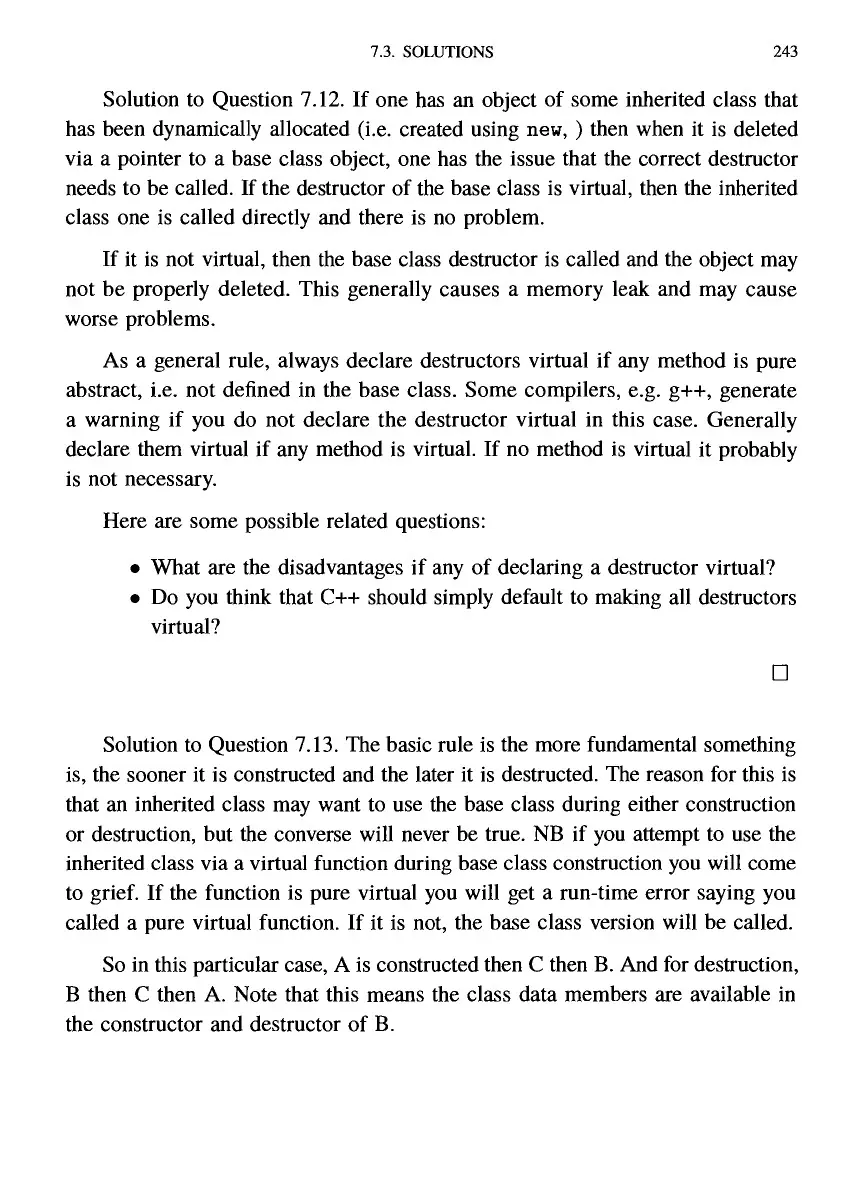 7.3. SOLUTIONS 243
Solution to Question 7.12. If one has an object of some inherited class that
has been dynamically allocated (i.e. created using new, ) then when it is deleted
via a pointer to a base class object, one has the issue that the correct destructor
needs to be called. If the destructor of the base class is virtual, then the inherited
class one is called directly and there is no problem.
If it is not virtual, then the base class destructor is called and the object may
not be properly deleted. This generally causes a memory leak and may cause
worse problems.
As a general rule, always declare destructors virtual if any method is pure
abstract, i.e. not defined in the base class. Some compilers, e.g. g++, generate
a warning if you do not declare the destructor virtual in this case. Generally
declare them virtual if any method is virtual. If no method is virtual it probably
is not necessary.
Here are some possible related questions:
• What are the disadvantages if any of declaring a destructor virtual?
• Do you think that C++ should simply default to making all destructors
virtual?
□
Solution to Question 7.13. The basic rule is the more fundamental something
is, the sooner it is constructed and the later it is destructed. The reason for this is
that an inherited class may want to use the base class during either construction
or destruction, but the converse will never be true. NB if you attempt to use the
inherited class via a virtual function during base class construction you will come
to grief. If the function is pure virtual you will get a run-time error saying you
called a pure virtual function. If it is not, the base class version will be called.
So in this particular case, A is constructed then C then B. And for destruction,
B then C then A. Note that this means the class data members are available in
the constructor and destructor of B.